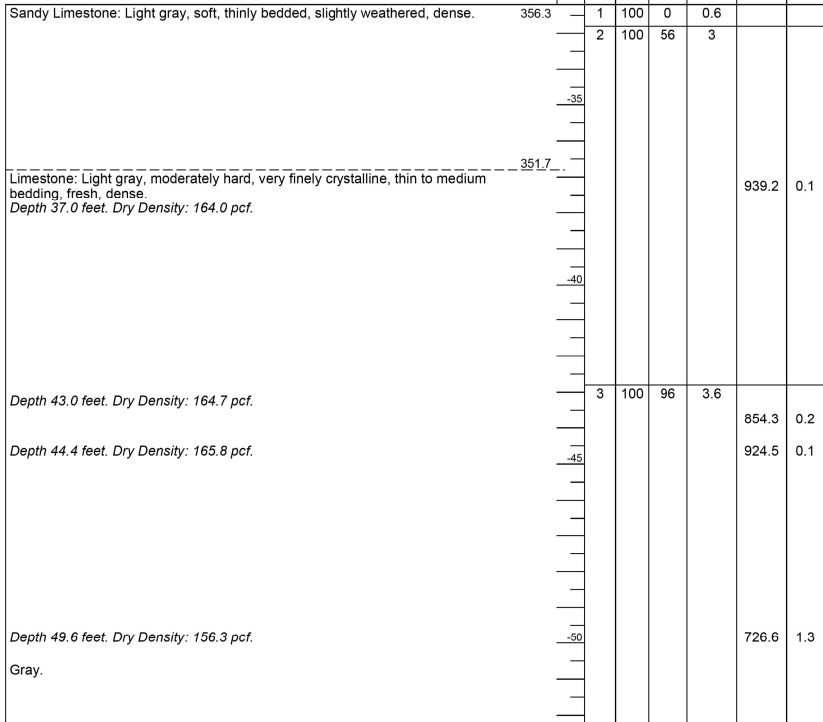 Sandy Limestone: Light gray, soft, thinly bedded, slightly weathered, dense. 356.3 1 100 0 0.6
2 100 56 3
-35
351.7
Limestone: Light gray, moderately hard, very finely crystalline, thin to medium
bedding, fresh, dense. 939.2 0.1
Depth 37.0 feet. Dry Density: 164.0 pcf.
-40
3 100 96 3.6
Depth 43.0 feet. Dry Density: 164.7 pcf.
854.3 0.2
Depth 44.4 feet. Dry Density: 165.8 pcf. 924.5 0.1
-45
Depth 49.6 feet. Dry Density: 156.3 pcf. -50 726.6 1.3
Gray.